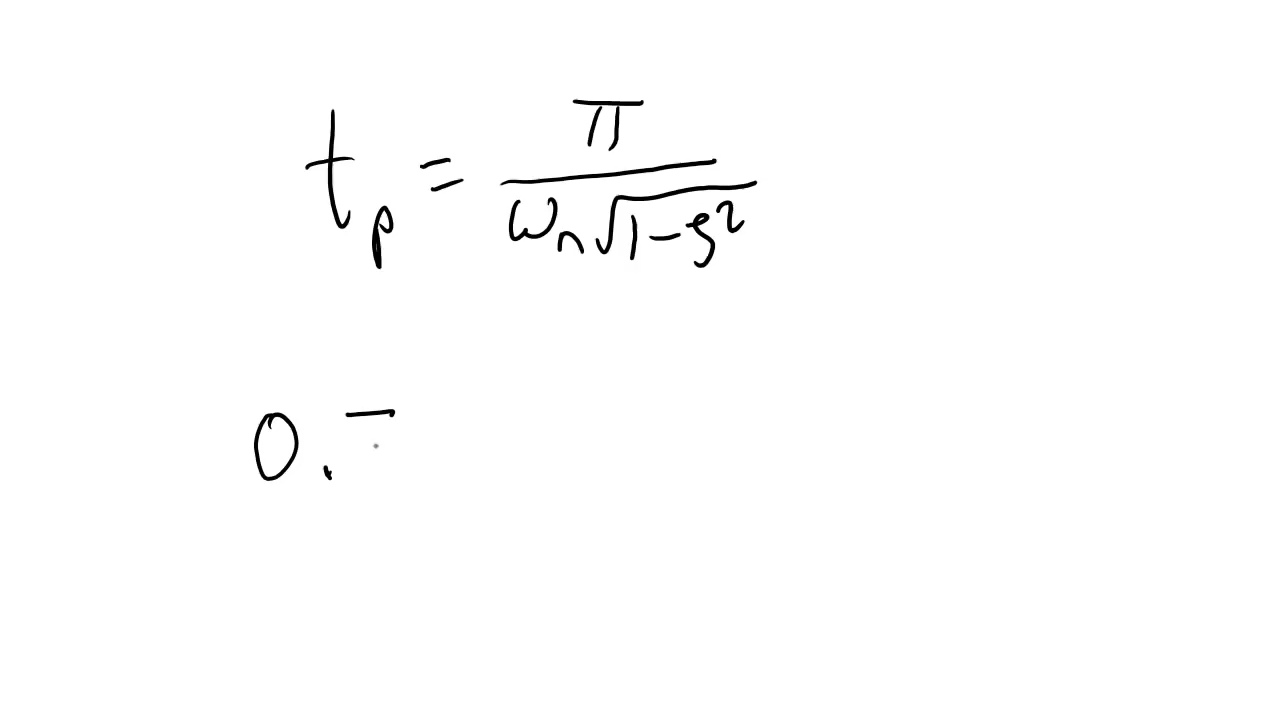 t_p = π / (ω_n √(1-ζ²))
0.